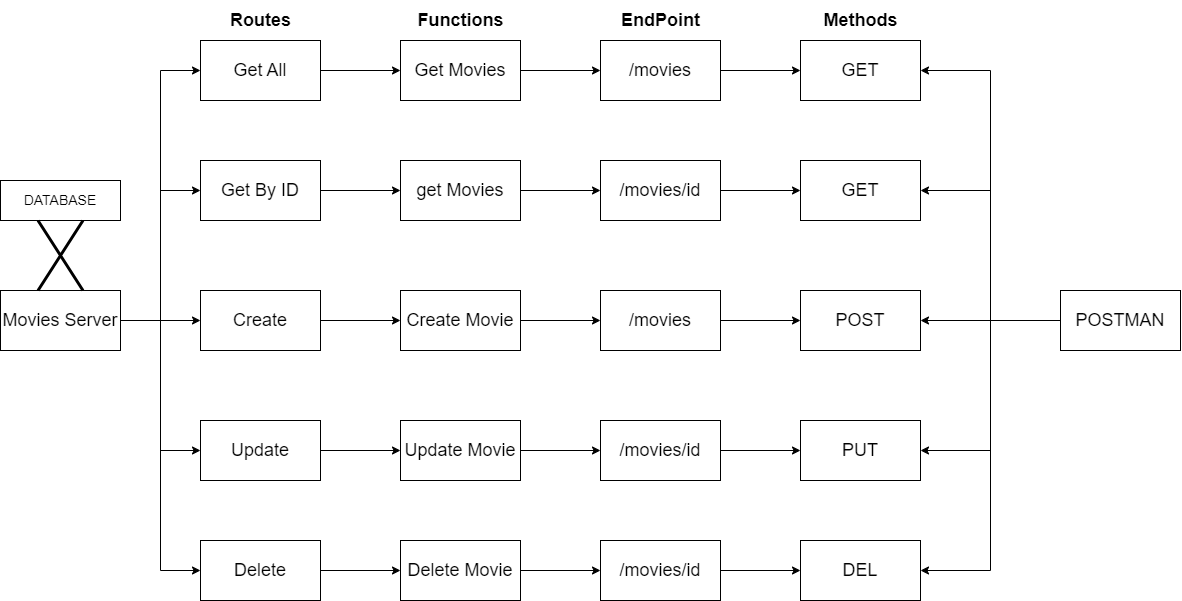 Routes Functions EndPoint Methods
Get All Get Movies /movies GET
Get By ID get Movies /movies/id GET
DATABASE
Movies Server Create Create Movie /movies POST POSTMAN
Update Update Movie /movies/id PUT
Delete Delete Movie /movies/id DEL